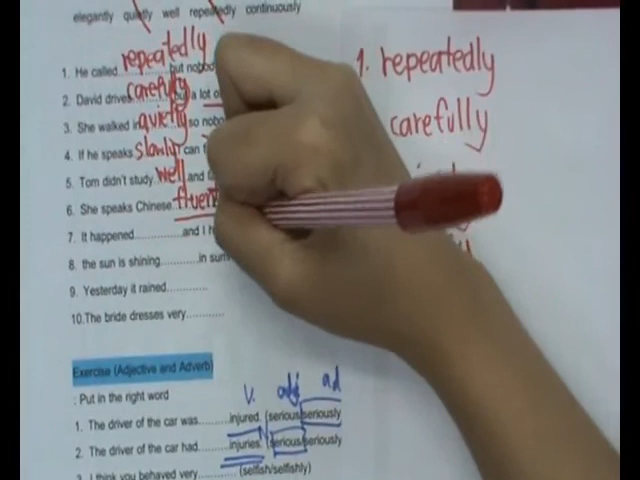 elegantly quietly well repeatedly continuously
1. He called repeatedly but nobo
2. David drives carefully a lot
3. She walked in quietly so nobo
4. If he speaks slowly can
5. Tom didn't study well and
6. She speaks Chinese
7. It happened..............and I h
8. the sun is shining...........in sum
9. Yesterday it rained............
10.The bride dresses very............
1. repeatedly
carefully
Exercise (Adjective and Adverb)
: Put in the right word
v. adj ad
1. The driver of the car was.........injured. (serious/seriously
2. The driver of the car had.........injuries. (serious/seriously
3. I think you behaved very............ (selfish/selfishly)